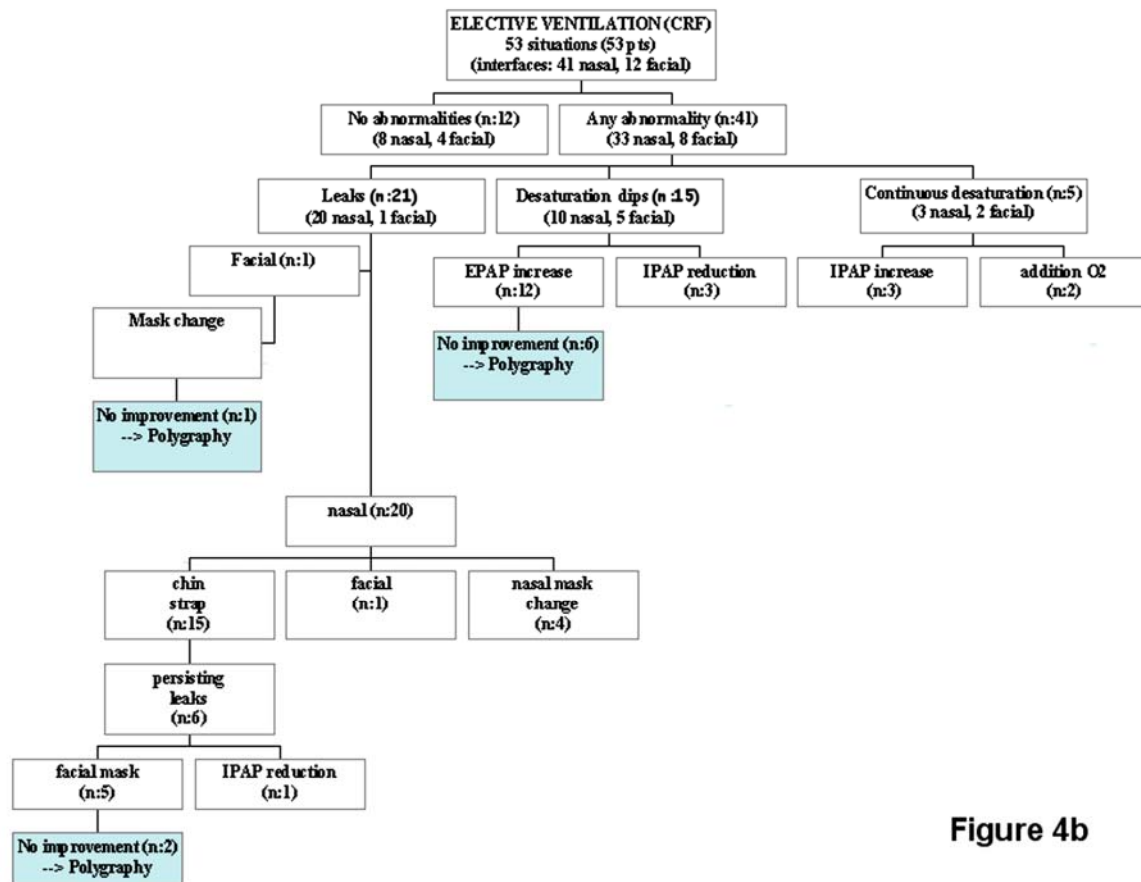 ELECTIVE VENTILATION (CRF)
53 situations (53 pts)
(interfaces: 41 nasal, 12 facial)
No abnormalities (n:12)
(8 nasal, 4 facial)
Any abnormality (n:41)
(33 nasal, 8 facial)
Leaks (n:21)
(20 nasal, 1 facial)
Desaturation dips (n:15)
(10 nasal, 5 facial)
Continuous desaturation (n:5)
(3 nasal, 2 facial)
Facial (n:1)
EPAP increase
(n:12)
IPAP reduction
(n:3)
IPAP increase
(n:3)
addition O2
(n:2)
Mask change
No improvement (n:6)
--> Polygraphy
No improvement (n:1)
--> Polygraphy
nasal (n:20)
chin
strap
(n:15)
facial
(n:1)
nasal mask
change
(n:4)
persisting
leaks
(n:6)
facial mask
(n:5)
IPAP reduction
(n:1)
No improvement (n:2)
--> Polygraphy
Figure 4b